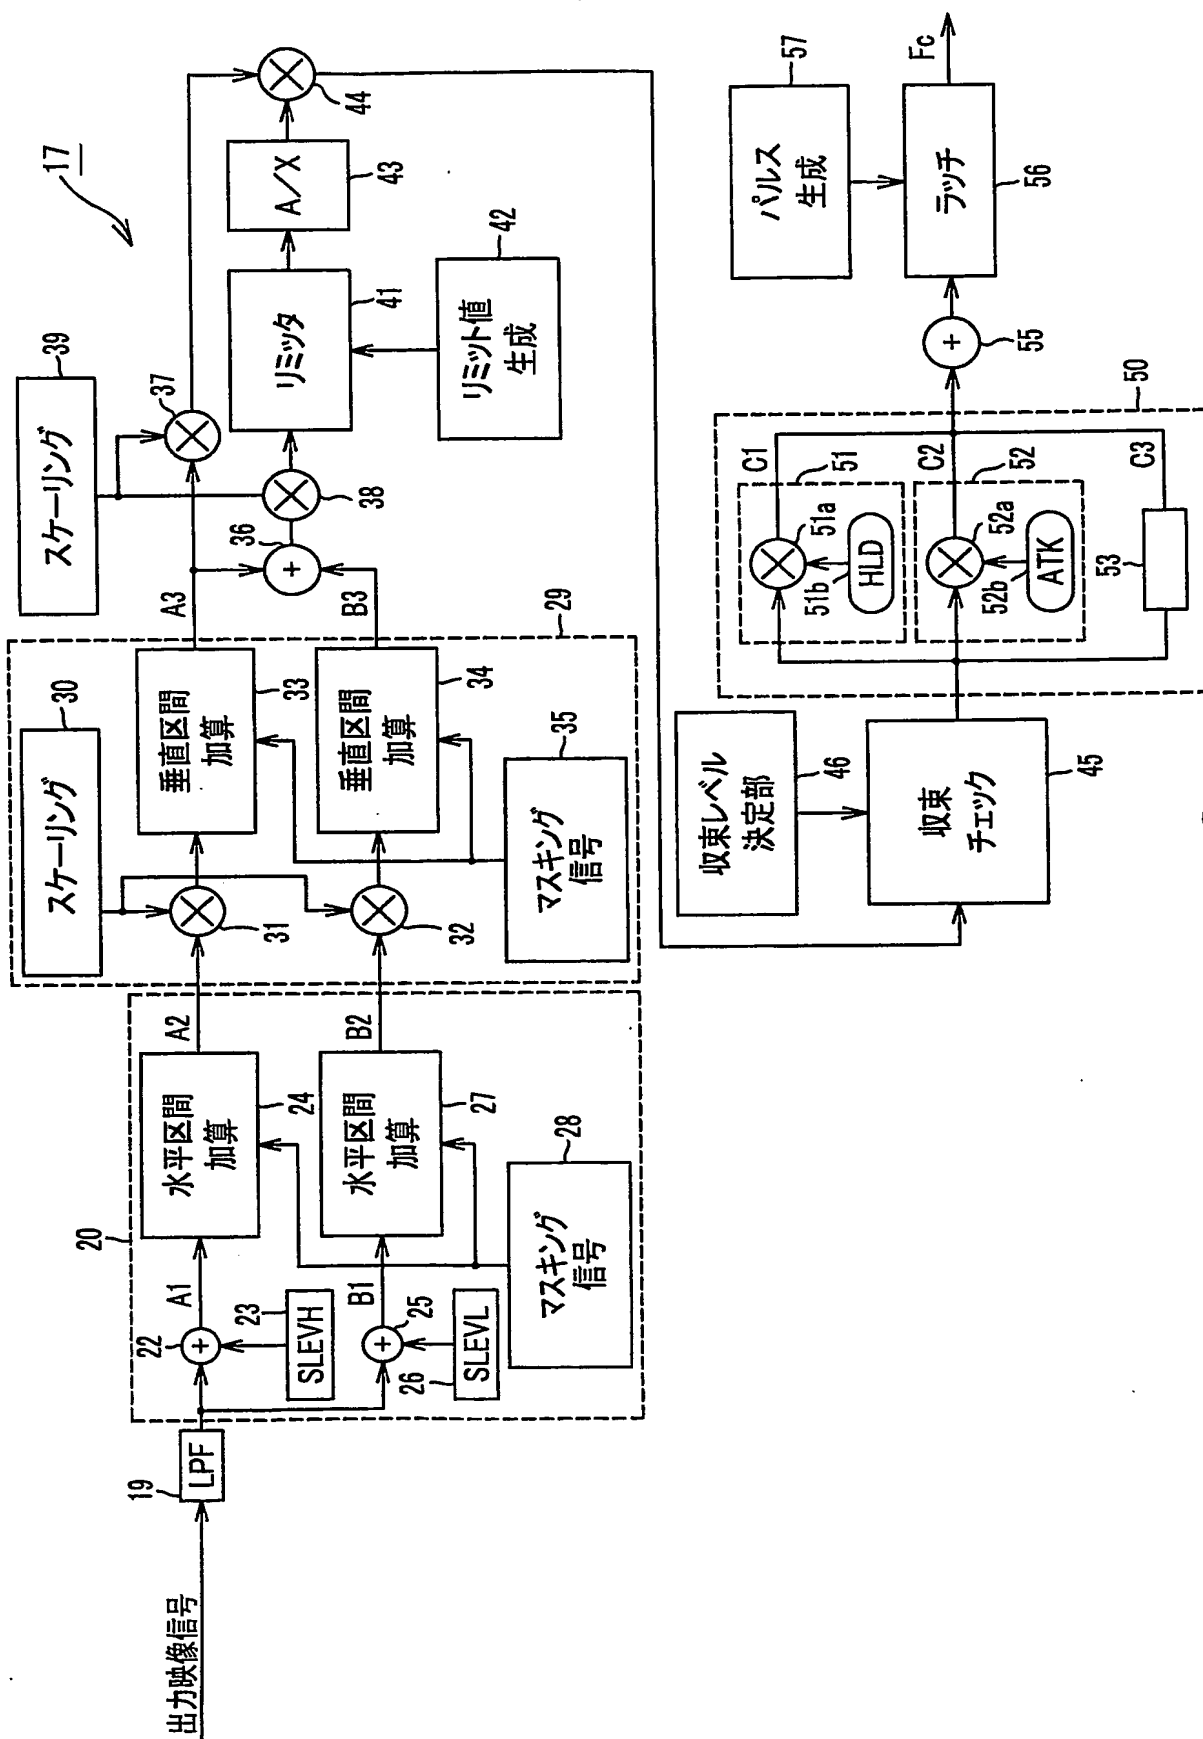 17
出力映像信号
19
LPF
20
22
A1
23
SLEVH
水平区間
加算
24
A2
25
B1
26
SLEVL
水平区間
加算
27
B2
マスキング
信号
28
29
スケーリング
30
31
32
垂直区間
加算
33
A3
垂直区間
加算
34
B3
マスキング
信号
35
36
37
38
スケーリング
39
リミッタ
41
リミット値
生成
42
A/X
43
44
収束レベル
決定部
46
収束
チェック
45
50
C1
51
51a
51b
HLD
C2
52
52a
52b
ATK
C3
53
55
ラッチ
56
パルス
生成
57
Fc